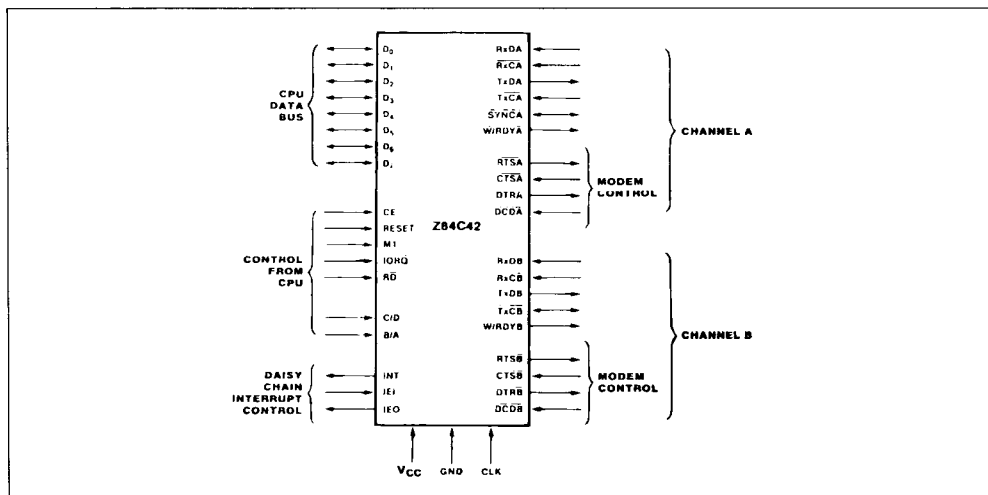 CPU
DATA
BUS
D0
D1
D2
D3
D4
D5
D6
D7
CONTROL
FROM
CPU
CE
RESET
M1
IORQ
RD
C/D
B/A
DAISY
CHAIN
INTERRUPT
CONTROL
INT
IEI
IEO
Z84C42
RxDA
RxCA
TxDA
TxCA
SYNCA
W/RDYA
RTSA
CTSA
DTRA
DCDA
MODEM
CONTROL
CHANNEL A
RxDB
RxCB
TxDB
TxCB
W/RDYB
RTSB
CTSB
DTRB
DCDB
MODEM
CONTROL
CHANNEL B
VCC
GND
CLK